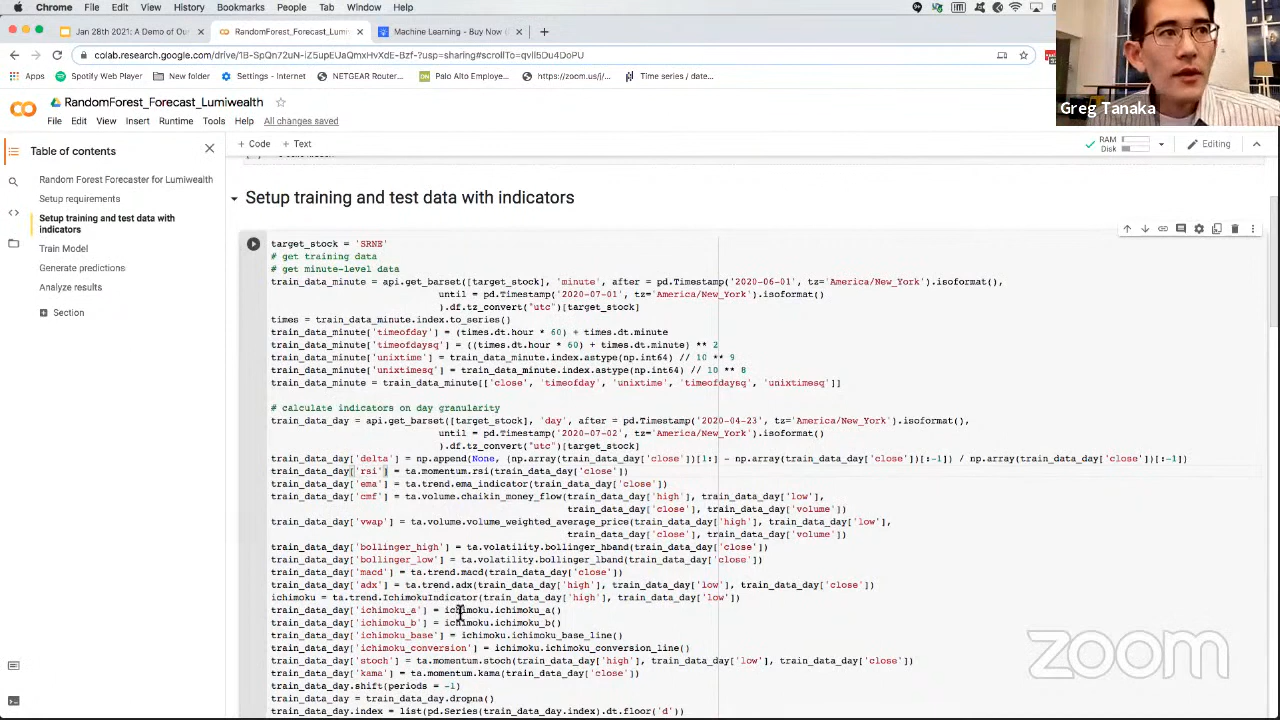 Chrome File Edit View History Bookmarks People Tab Window Help
Jan 28th 2021: A Demo of Our
RandomForest_Forecast_Lumiwealth
Machine Learning - Buy Now (
colab.research.google.com/drive/18-SpQn72uN-IZ5upEUaQmxHvXdE-Bzf-?usp=sharing#scrollTo=qvII5Du4DoPU
Apps Spotify Web Player New folder Settings - Internet NETGEAR Router... Palo Alto Employe... https://zoom.us/j/... Time series / date...
Greg Tanaka
RandomForest_Forecast_Lumiwealth
File Edit View Insert Runtime Tools Help All changes saved
+ Code + Text
RAM
Disk
Editing
Table of contents
Random Forest Forecaster for Lumiwealth
Setup requirements
Setup training and test data with indicators
Train Model
Generate predictions
Analyze results
Section
Setup training and test data with indicators
target_stock = 'SRNE'
# get training data
# get minute-level data
train_data_minute = api.get_barset([target_stock], 'minute', after = pd.Timestamp('2020-06-01', tz='America/New_York').isoformat(),
until = pd.Timestamp('2020-07-01', tz='America/New_York').isoformat()
).df.tz_convert("utc")[target_stock]
times = train_data_minute.index.to_series()
train_data_minute['timeofday'] = (times.dt.hour * 60) + times.dt.minute
train_data_minute['timeofdaysq'] = ((times.dt.hour * 60) + times.dt.minute) ** 2
train_data_minute['unixtime'] = train_data_minute.index.astype(np.int64) // 10 ** 9
train_data_minute['unixtimesq'] = train_data_minute.index.astype(np.int64) // 10 ** 8
train_data_minute = train_data_minute[['close', 'timeofday', 'unixtime', 'timeofdaysq', 'unixtimesq']]
# calculate indicators on day granularity
train_data_day = api.get_barset([target_stock], 'day', after = pd.Timestamp('2020-04-23', tz='America/New_York').isoformat(),
until = pd.Timestamp('2020-07-02', tz='America/New_York').isoformat()
).df.tz_convert("utc")[target_stock]
train_data_day['delta'] = np.append(None, (np.array(train_data_day['close'])[1:] - np.array(train_data_day['close'])[:-1]) / np.array(train_data_day['close'])[:-1])
train_data_day['rsi'] = ta.momentum.rsi(train_data_day['close'])
train_data_day['ema'] = ta.trend.ema_indicator(train_data_day['close'])
train_data_day['cmf'] = ta.volume.chaikin_money_flow(train_data_day['high'], train_data_day['low'],
train_data_day['close'], train_data_day['volume'])
train_data_day['vwap'] = ta.volume.volume_weighted_average_price(train_data_day['high'], train_data_day['low'],
train_data_day['close'], train_data_day['volume'])
train_data_day['bollinger_high'] = ta.volatility.bollinger_hband(train_data_day['close'])
train_data_day['bollinger_low'] = ta.volatility.bollinger_lband(train_data_day['close'])
train_data_day['macd'] = ta.trend.macd(train_data_day['close'])
train_data_day['adx'] = ta.trend.adx(train_data_day['high'], train_data_day['low'], train_data_day['close'])
ichimoku = ta.trend.IchimokuIndicator(train_data_day['high'], train_data_day['low'])
train_data_day['ichimoku_a'] = ichimoku.ichimoku_a()
train_data_day['ichimoku_b'] = ichimoku.ichimoku_b()
train_data_day['ichimoku_base'] = ichimoku.ichimoku_base_line()
train_data_day['ichimoku_conversion'] = ichimoku.ichimoku_conversion_line()
train_data_day['stoch'] = ta.momentum.stoch(train_data_day['high'], train_data_day['low'], train_data_day['close'])
train_data_day['kama'] = ta.momentum.kama(train_data_day['close'])
train_data_day.shift(periods = -1)
train_data_day = train_data_day.dropna()
train_data_day.index = list(pd.Series(train_data_day.index).dt.floor('d'))
zoom